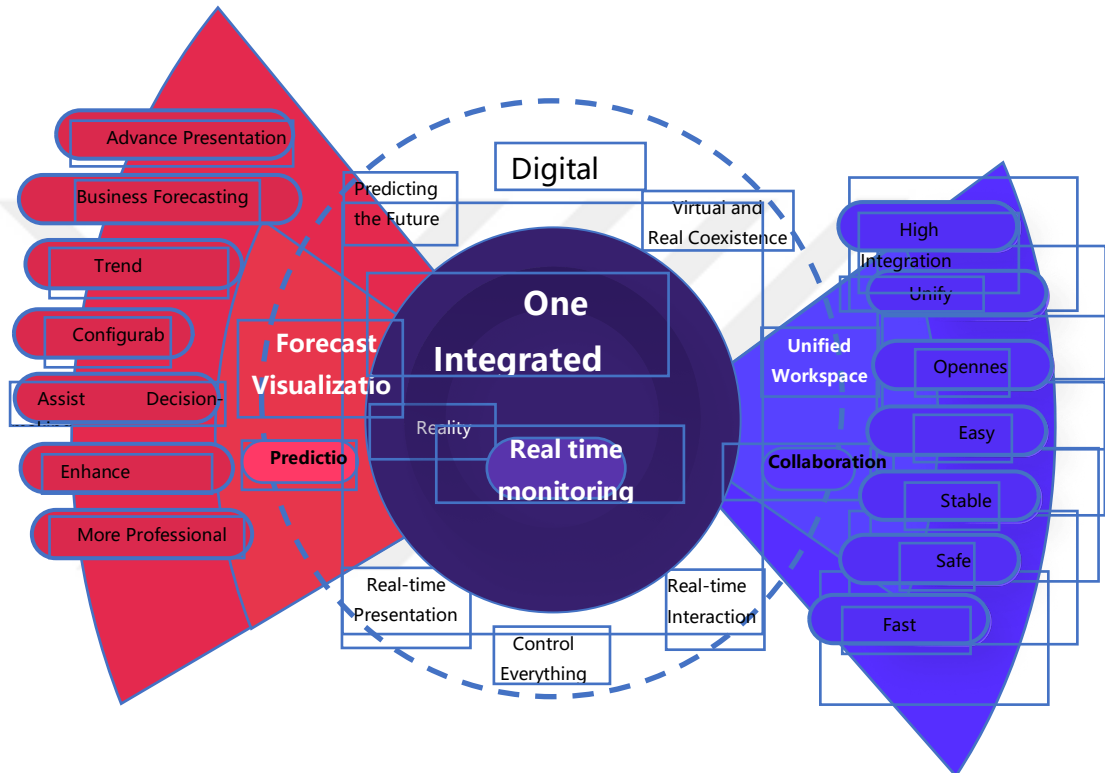 Advance Presentation
Business Forecasting
Trend
Configurab
Assist Decision-
Enhance
More Professional
Forecast
Visualizatio
Predictio
Predicting
the Future
Digital
Virtual and
Real Coexistence
One
Integrated
Reality
Real time
monitoring
Real-time
Presentation
Control
Everything
Real-time
Interaction
Unified
Workspace
Collaboration
High
Integration
Unify
Opennes
Easy
Stable
Safe
Fast